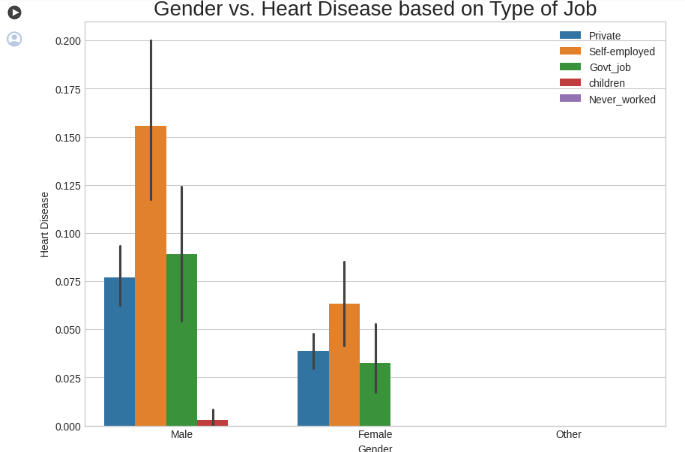 Gender vs. Heart Disease based on Type of Job
Private
Self-employed
Govt_job
children
Never_worked
0.200
0.175
0.150
0.125
0.100
0.075
0.050
0.025
0.000
Heart Disease
Male
Female
Other
Gender